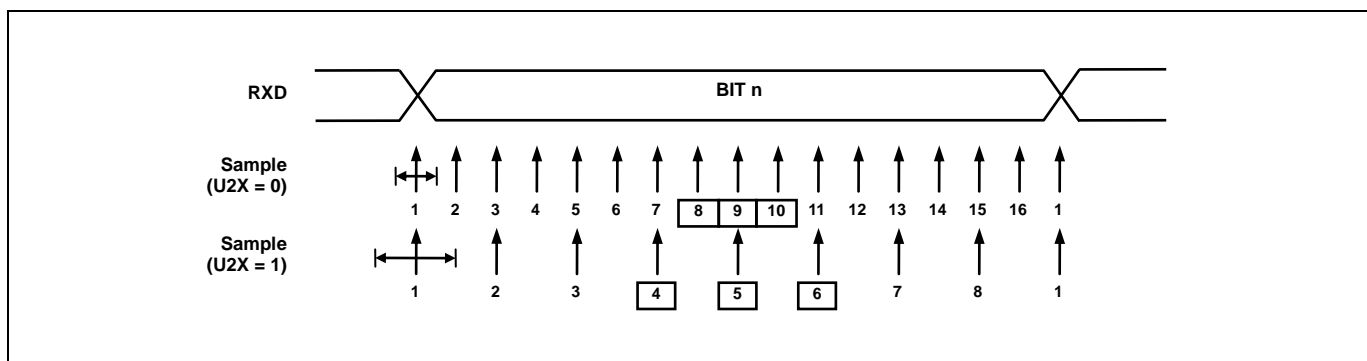 RXD
BIT n
Sample
(U2X = 0)
1 2 3 4 5 6 7 8 9 10 11 12 13 14 15 16 1
Sample
(U2X = 1)
1 2 3 4 5 6 7 8 1